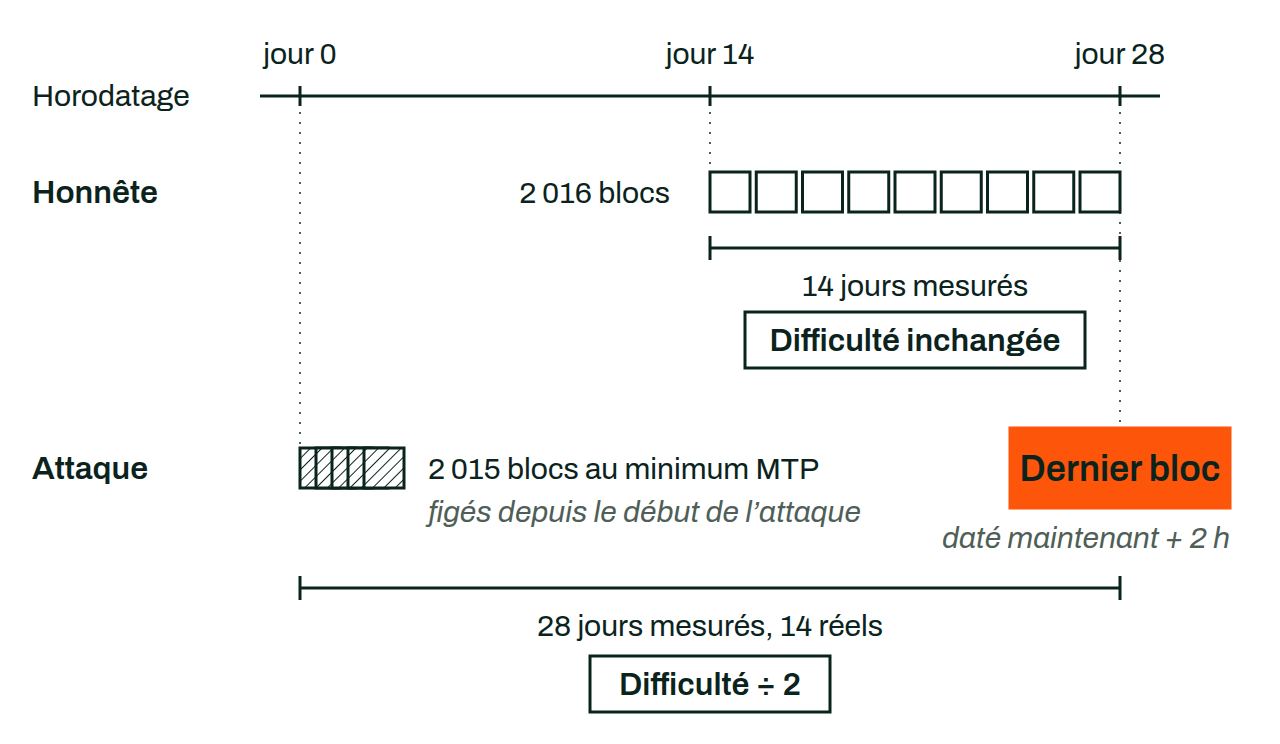 jour 0
jour 14
jour 28
Horodatage
Honnête
2 016 blocs
14 jours mesurés
Difficulté inchangée
Attaque
2 015 blocs au minimum MTP
figés depuis le début de l’attaque
Dernier bloc
daté maintenant + 2 h
28 jours mesurés, 14 réels
Difficulté ÷ 2